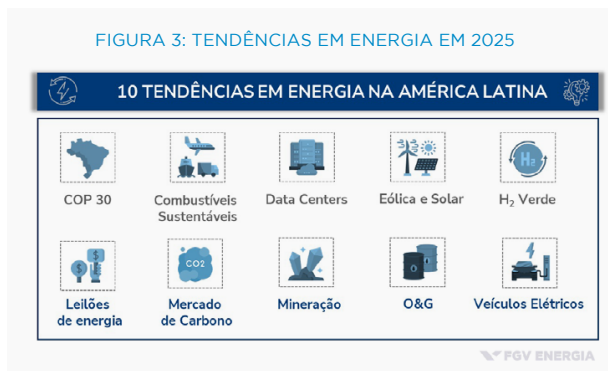 FIGURA 3: TENDÊNCIAS EM ENERGIA EM 2025
10 TENDÊNCIAS EM ENERGIA NA AMÉRICA LATINA
COP 30
Combustíveis
Sustentáveis
Data Centers
Eólica e Solar
H₂
H₂ Verde
Leilões
de energia
CO2
Mercado
de Carbono
Mineração
O&G
Veículos Elétricos
FGV ENERGIA